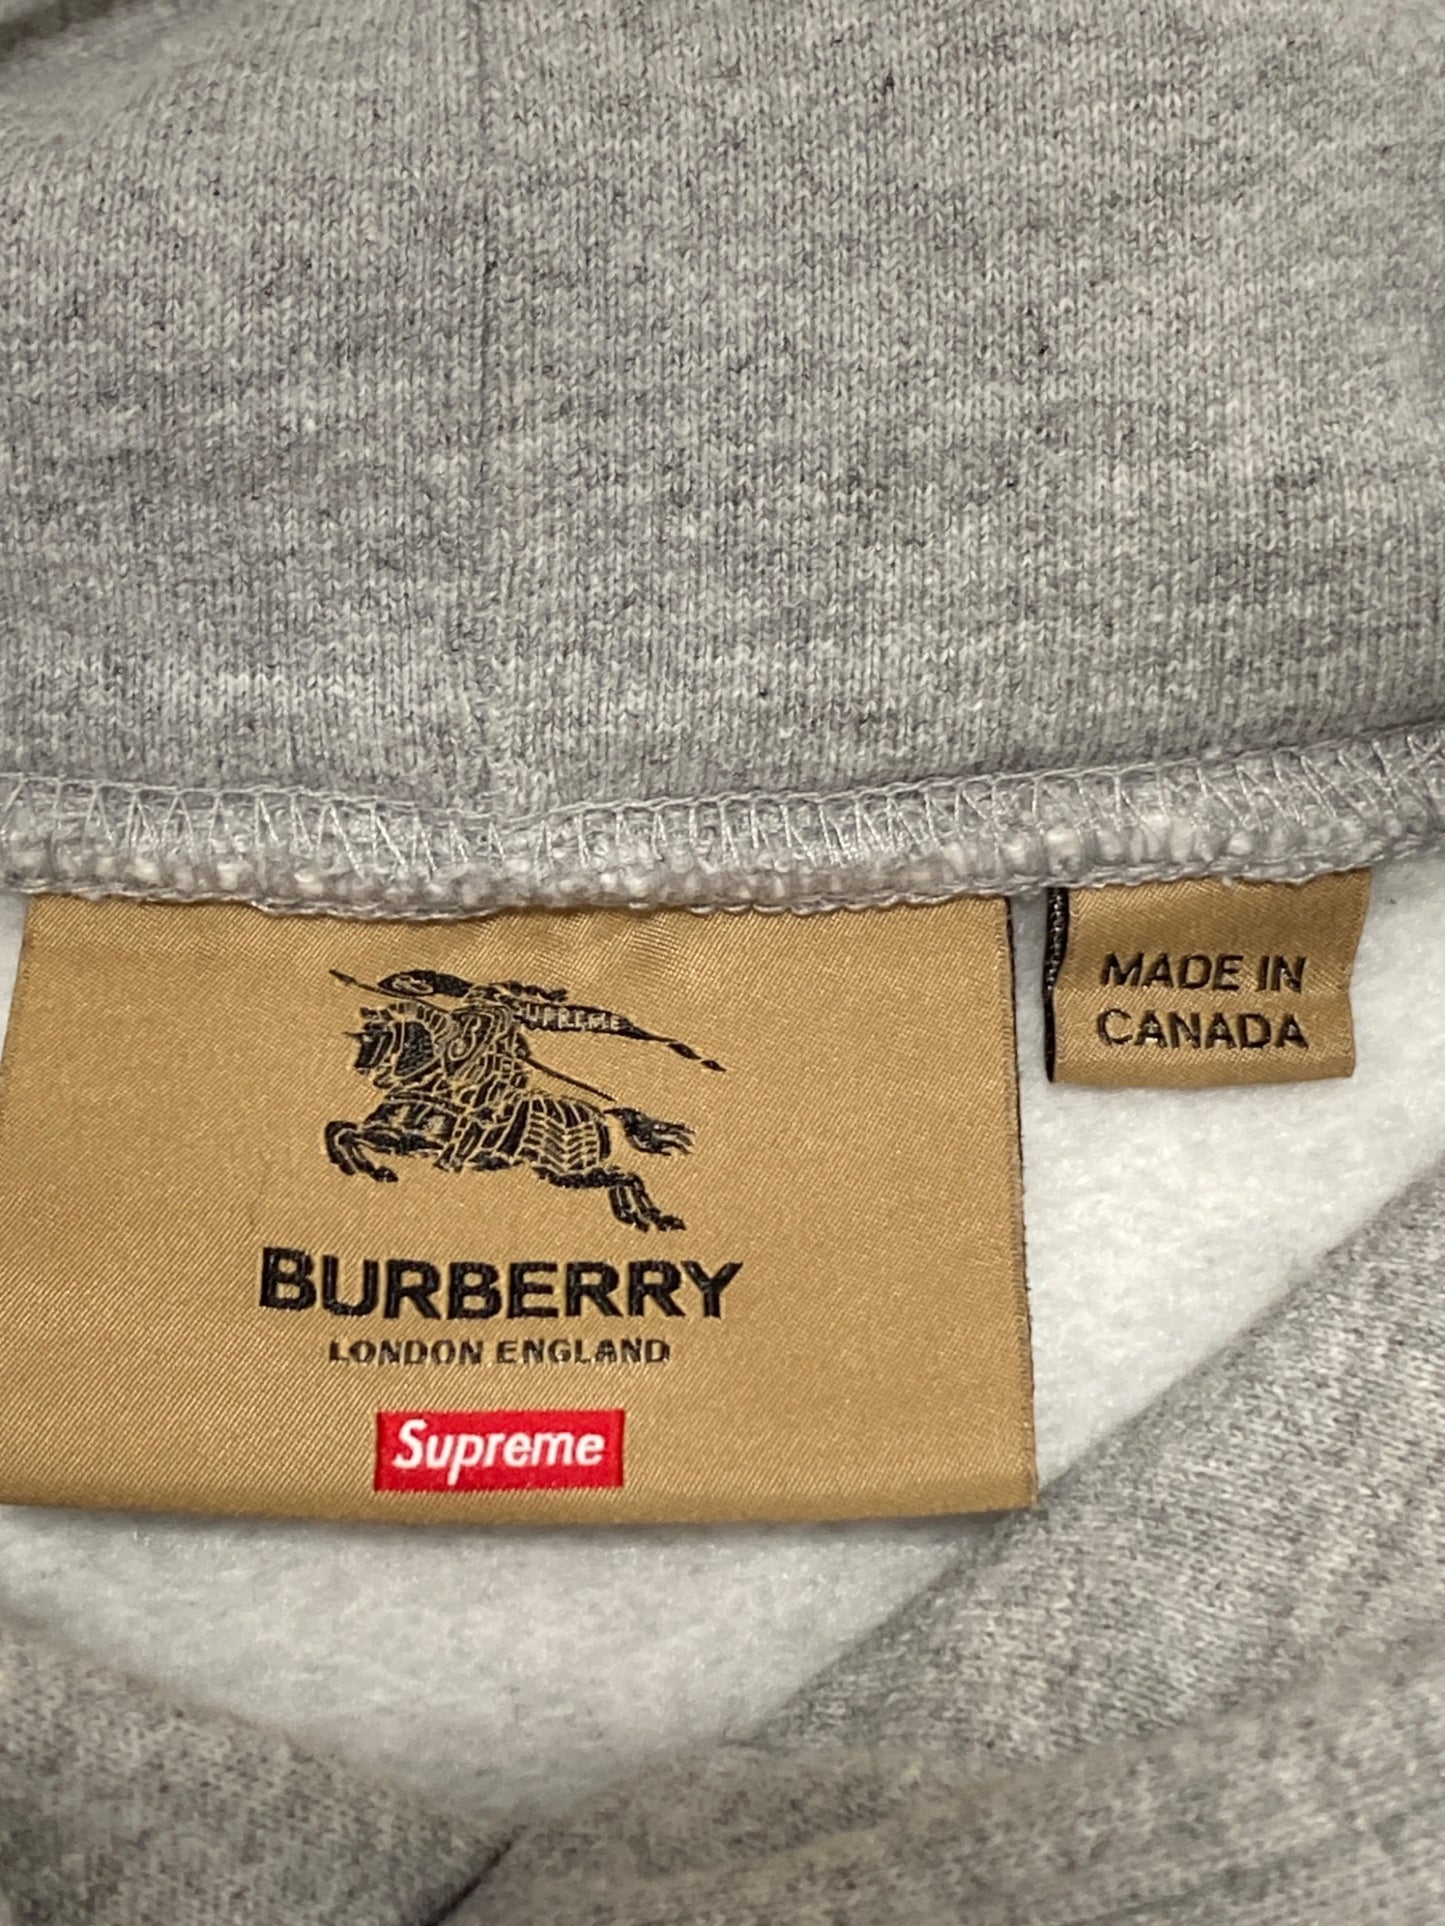 SUPREME
BURBERRY
LONDON ENGLAND
Supreme
MADE IN
CANADA